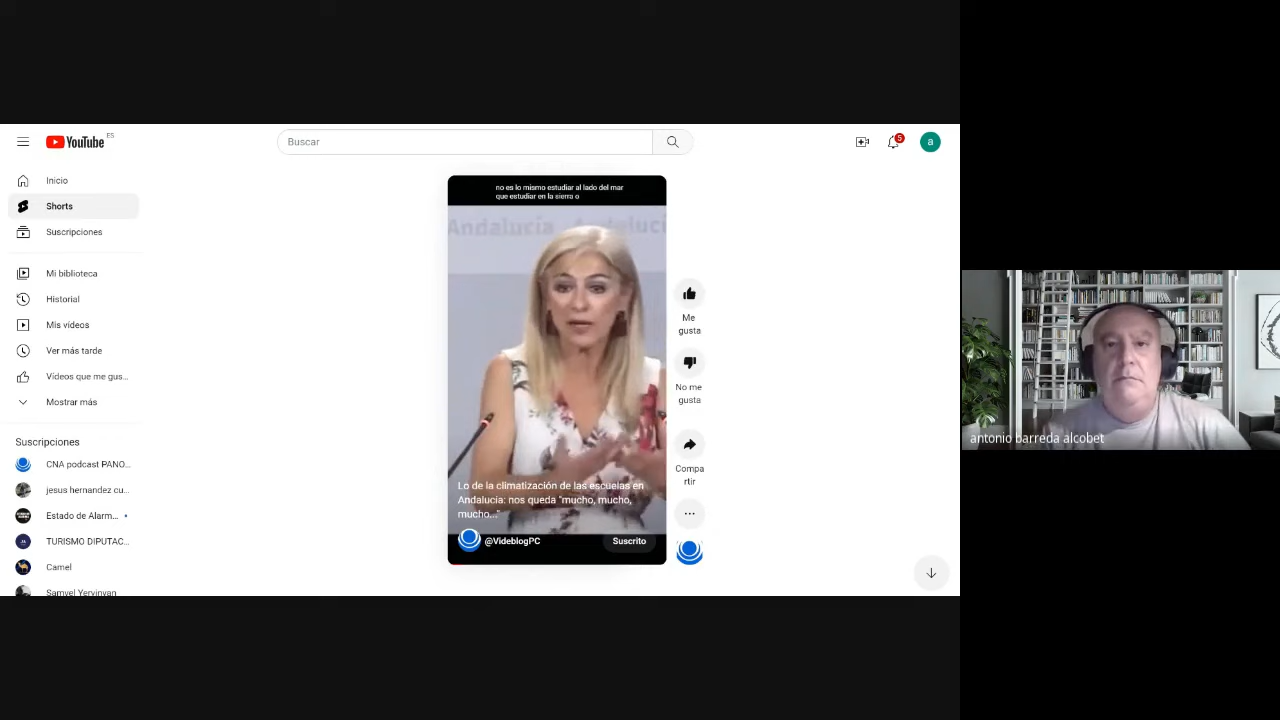 YouTube ES
Buscar
5
a
Inicio
Shorts
Suscripciones
Mi biblioteca
Historial
Mis vídeos
Ver más tarde
Vídeos que me gus...
Mostrar más
Suscripciones
CNA podcast PANO...
jesus hernandez cu...
Estado de Alarm...
TURISMO DIPUTAC...
Camel
Samvel Yervinyan
no es lo mismo estudiar al lado del mar
que estudiar en la sierra o
Andalucía Andalucí
Lo de la climatización de las escuelas en
Andalucía: nos queda "mucho, mucho,
mucho..."
@VideblogPC
Suscrito
Me
gusta
No me
gusta
Compa
rtir
antonio barreda alcobet